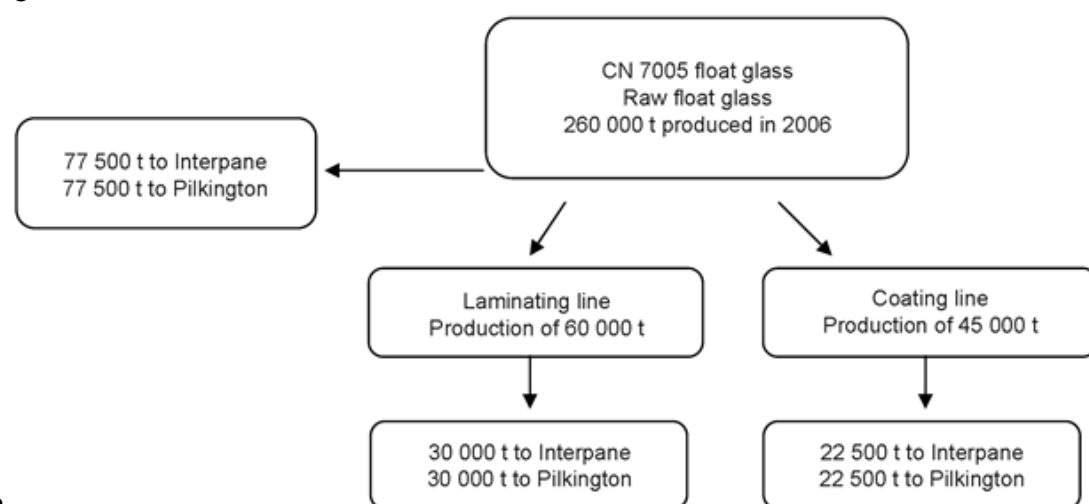 CN 7005 float glass
Raw float glass
260 000 t produced in 2006
77 500 t to Interpane
77 500 t to Pilkington
Laminating line
Production of 60 000 t
Coating line
Production of 45 000 t
30 000 t to Interpane
30 000 t to Pilkington
22 500 t to Interpane
22 500 t to Pilkington